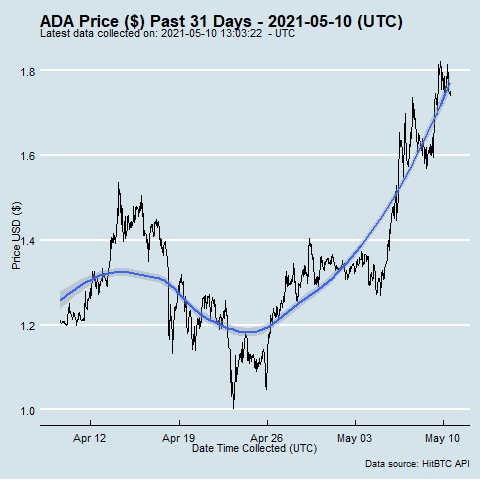 ADA Price ($) Past 31 Days - 2021-05-10 (UTC)
Latest data collected on: 2021-05-10 13:03:22 - UTC
1.8
1.6
1.4
1.2
1.0
Price USD ($)
Apr 12 Apr 19 Apr 26 May 03 May 10
Date Time Collected (UTC)
Data source: HitBTC API